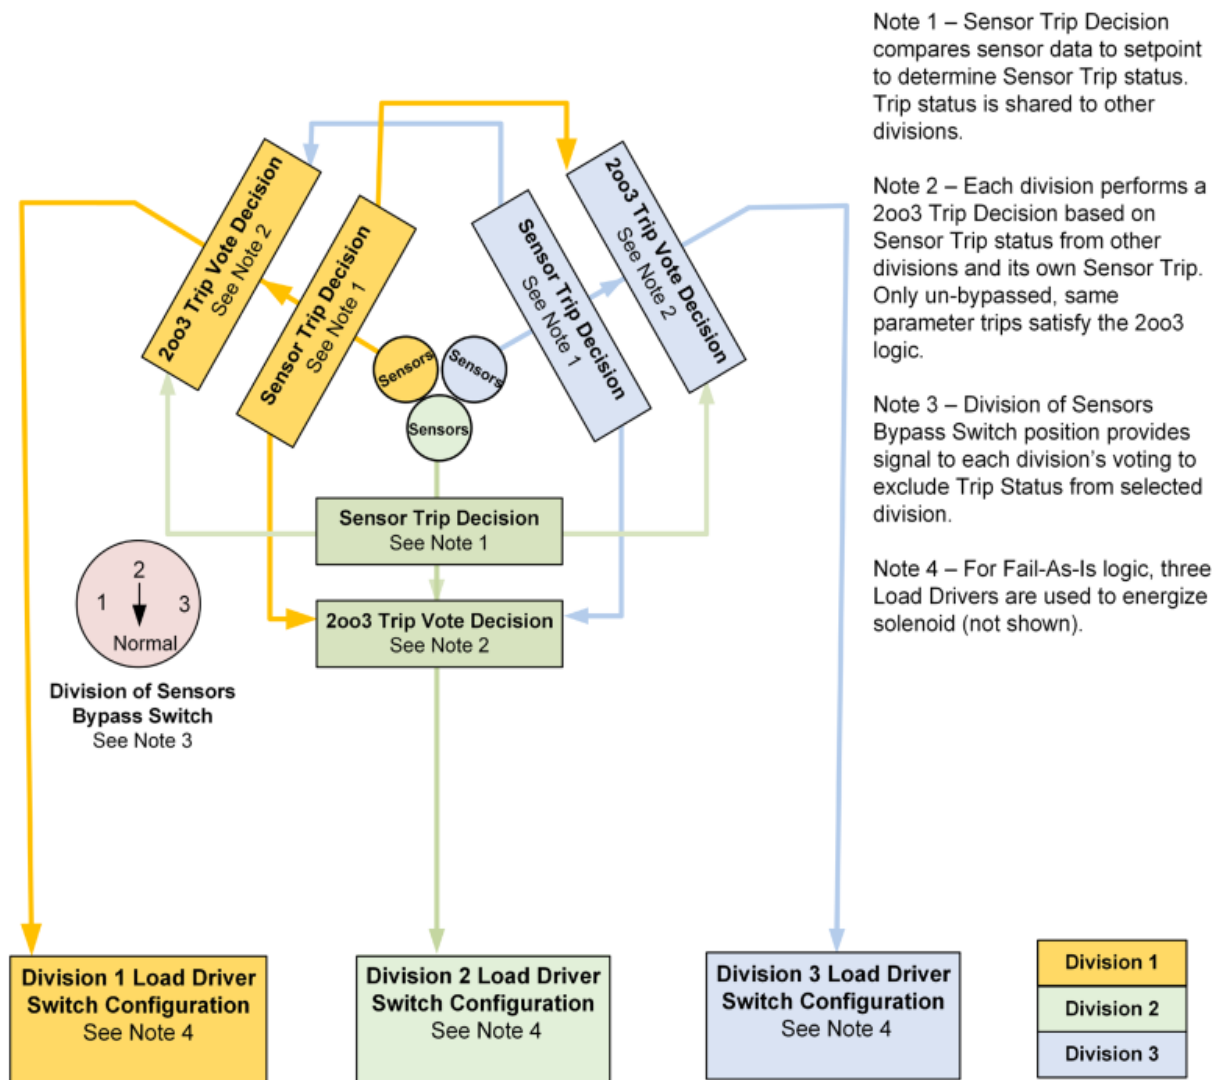 Note 1 – Sensor Trip Decision
compares sensor data to setpoint
to determine Sensor Trip status.
Trip status is shared to other
divisions.
Note 2 – Each division performs a
2oo3 Trip Decision based on
Sensor Trip status from other
divisions and its own Sensor Trip.
Only un-bypassed, same
parameter trips satisfy the 2oo3
logic.
Note 3 – Division of Sensors
Bypass Switch position provides
signal to each division's voting to
exclude Trip Status from selected
division.
Note 4 – For Fail-As-Is logic, three
Load Drivers are used to energize
solenoid (not shown).
2oo3 Trip Vote Decision
See Note 2
Sensor Trip Decision
See Note 1
Sensor Trip Decision
See Note 1
2oo3 Trip Vote Decision
See Note 2
Sensors
Sensors
Sensors
Sensor Trip Decision
See Note 1
2oo3 Trip Vote Decision
See Note 2
2
1
3
Normal
Division of Sensors
Bypass Switch
See Note 3
Division 1 Load Driver
Switch Configuration
See Note 4
Division 2 Load Driver
Switch Configuration
See Note 4
Division 3 Load Driver
Switch Configuration
See Note 4
Division 1
Division 2
Division 3